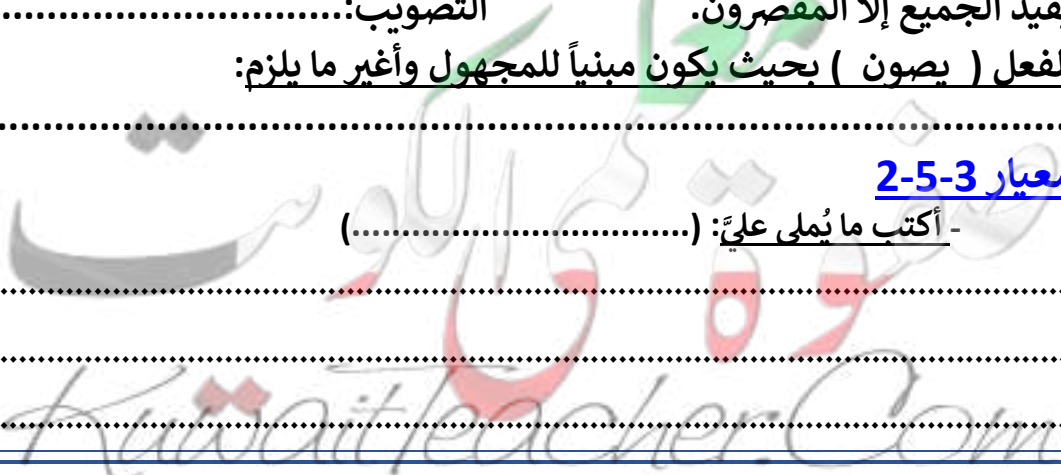 يفيد الجميع إلا المقصرون. التصويب:..............................
لفعل ( يصون ) بحيث يكون مبنياً للمجهول وأغير ما يلزم:
معيار 3-5-2
- أكتب ما يُملى عليَّ: (................................)
KuwaitTeacher.Com